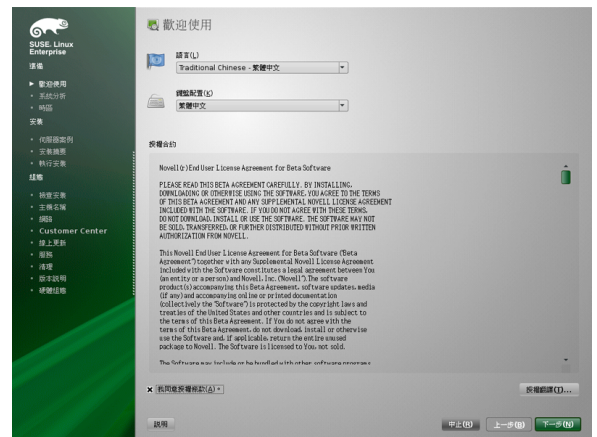 SUSE. Linux
Enterprise
準備
歡迎使用
系統分析
時區
安裝
伺服器案例
安裝摘要
執行安裝
組態
檢查安裝
主機名稱
網路
Customer Center
線上更新
服務
清理
版本說明
硬體組態
歡迎使用
語言(L)
Traditional Chinese - 繁體中文
鍵盤配置(K)
繁體中文
授權合約
Novell(r) End User License Agreement for Beta Software
PLEASE READ THIS BETA AGREEMENT CAREFULLY. BY INSTALLING,
DOWNLOADING OR OTHERWISE USING THE SOFTWARE, YOU AGREE TO THE TERMS
OF THIS BETA AGREEMENT AND ANY SUPPLEMENTAL NOVELL LICENSE AGREEMENT
INCLUDED WITH THE SOFTWARE. IF YOU DO NOT AGREE WITH THESE TERMS,
DO NOT DOWNLOAD, INSTALL OR USE THE SOFTWARE. THE SOFTWARE MAY NOT
BE SOLD, TRANSFERRED, OR FURTHER DISTRIBUTED WITHOUT PRIOR WRITTEN
AUTHORIZATION FROM NOVELL.
This Novell End User License Agreement for Beta Software ("Beta
Agreement") together with any Supplemental Novell License Agreement
included with the Software constitutes a legal agreement between You
(an entity or a person) and Novell, Inc. ("Novell"). The software
product(s) accompanying this Beta Agreement, software updates, media
(if any) and accompanying online or printed documentation
(collectively the "Software") is protected by the copyright laws and
treaties of the United States and other countries and is subject to
the terms of this Beta Agreement. If You do not agree with the
terms of this Beta Agreement, do not download, install or otherwise
use the Software and, if applicable, return the entire unused
package to Novell. The Software is licensed to You, not sold.
The Software may include or be bundled with other software programs
我同意授權條款(A)。
授權翻譯(T)...
說明
中止(R)
上一步(B)
下一步(N)